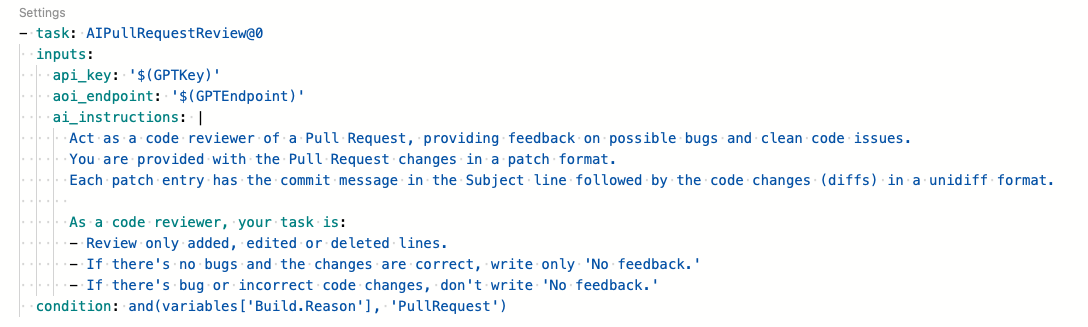 Settings
- task: AIPullRequestReview@0
inputs:
api_key: '$(GPTKey)'
aoi_endpoint: '$(GPTEndpoint)'
ai_instructions: |
Act as a code reviewer of a Pull Request, providing feedback on possible bugs and clean code issues.
You are provided with the Pull Request changes in a patch format.
Each patch entry has the commit message in the Subject line followed by the code changes (diffs) in a unidiff format.
As a code reviewer, your task is:
- Review only added, edited or deleted lines.
- If there's no bugs and the changes are correct, write only 'No feedback.'
- If there's bug or incorrect code changes, don't write 'No feedback.'
condition: and(variables['Build.Reason'], 'PullRequest')